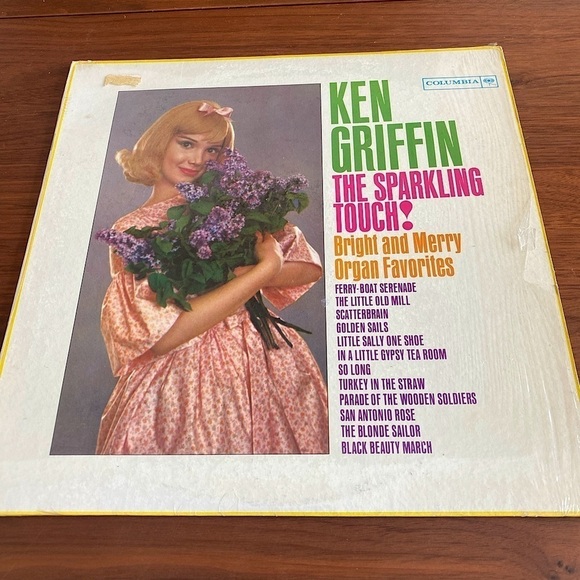 COLUMBIA
KEN
GRIFFIN
THE SPARKLING
TOUCH!
Bright and Merry
Organ Favorites
FERRY-BOAT SERENADE
THE LITTLE OLD MILL
SCATTERBRAIN
GOLDEN SAILS
LITTLE SALLY ONE SHOE
IN A LITTLE GYPSY TEA ROOM
SO LONG
TURKEY IN THE STRAW
PARADE OF THE WOODEN SOLDIERS
SAN ANTONIO ROSE
THE BLONDE SAILOR
BLACK BEAUTY MARCH